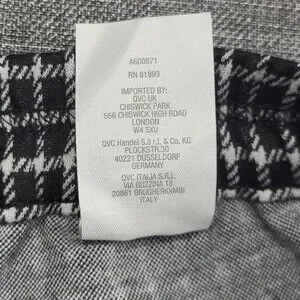 A508671
RN 81893
IMPORTED BY:
QVC UK
CHISWICK PARK
566 CHISWICK HIGH ROAD
LONDON
W4 5XU
QVC Handel S.à r.l. & Co. KG
PLOCKSTR.30
40221 DUSSELDORF
GERMANY
QVC ITALIA S.R.L.
VIA GUZZINA 18
20861 BRUGHERIO(MB)
ITALY